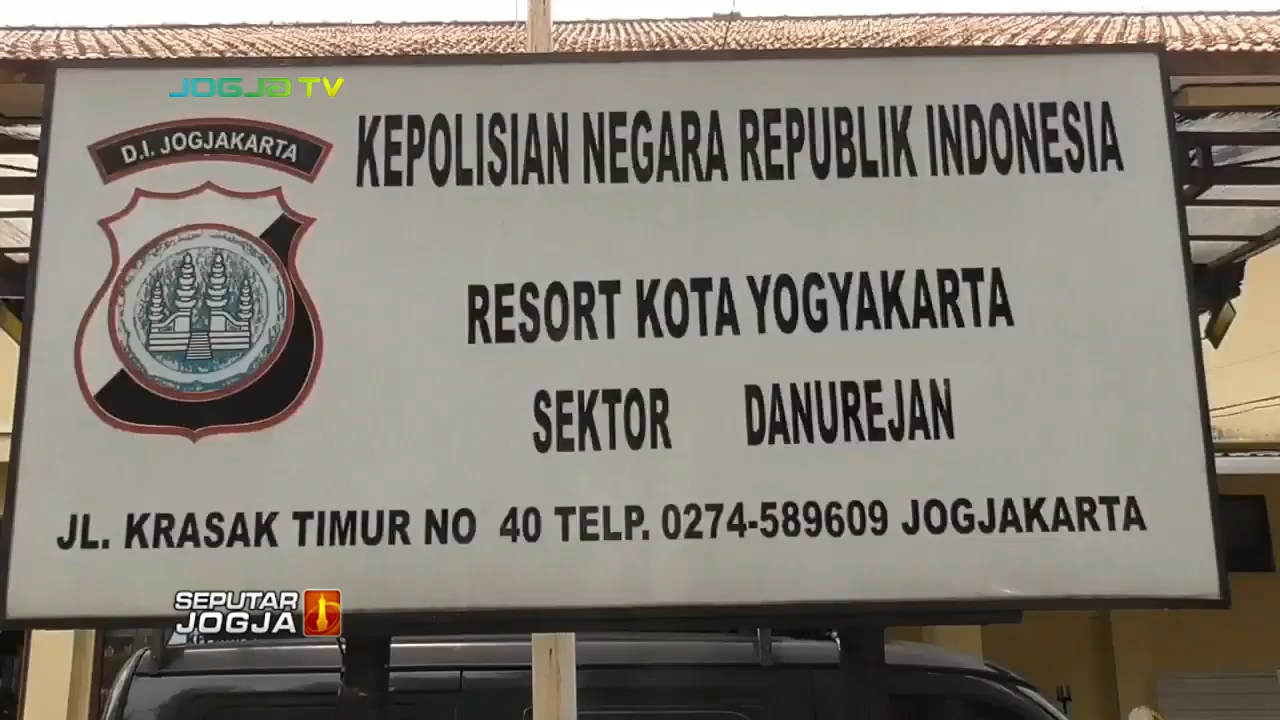 JOGJA TV
D.I. JOGJAKARTA
KEPOLISIAN NEGARA REPUBLIK INDONESIA
RESORT KOTA YOGYAKARTA
SEKTOR DANUREJAN
JL. KRASAK TIMUR NO 40 TELP. 0274-589609 JOGJAKARTA
SEPUTAR
JOGJA